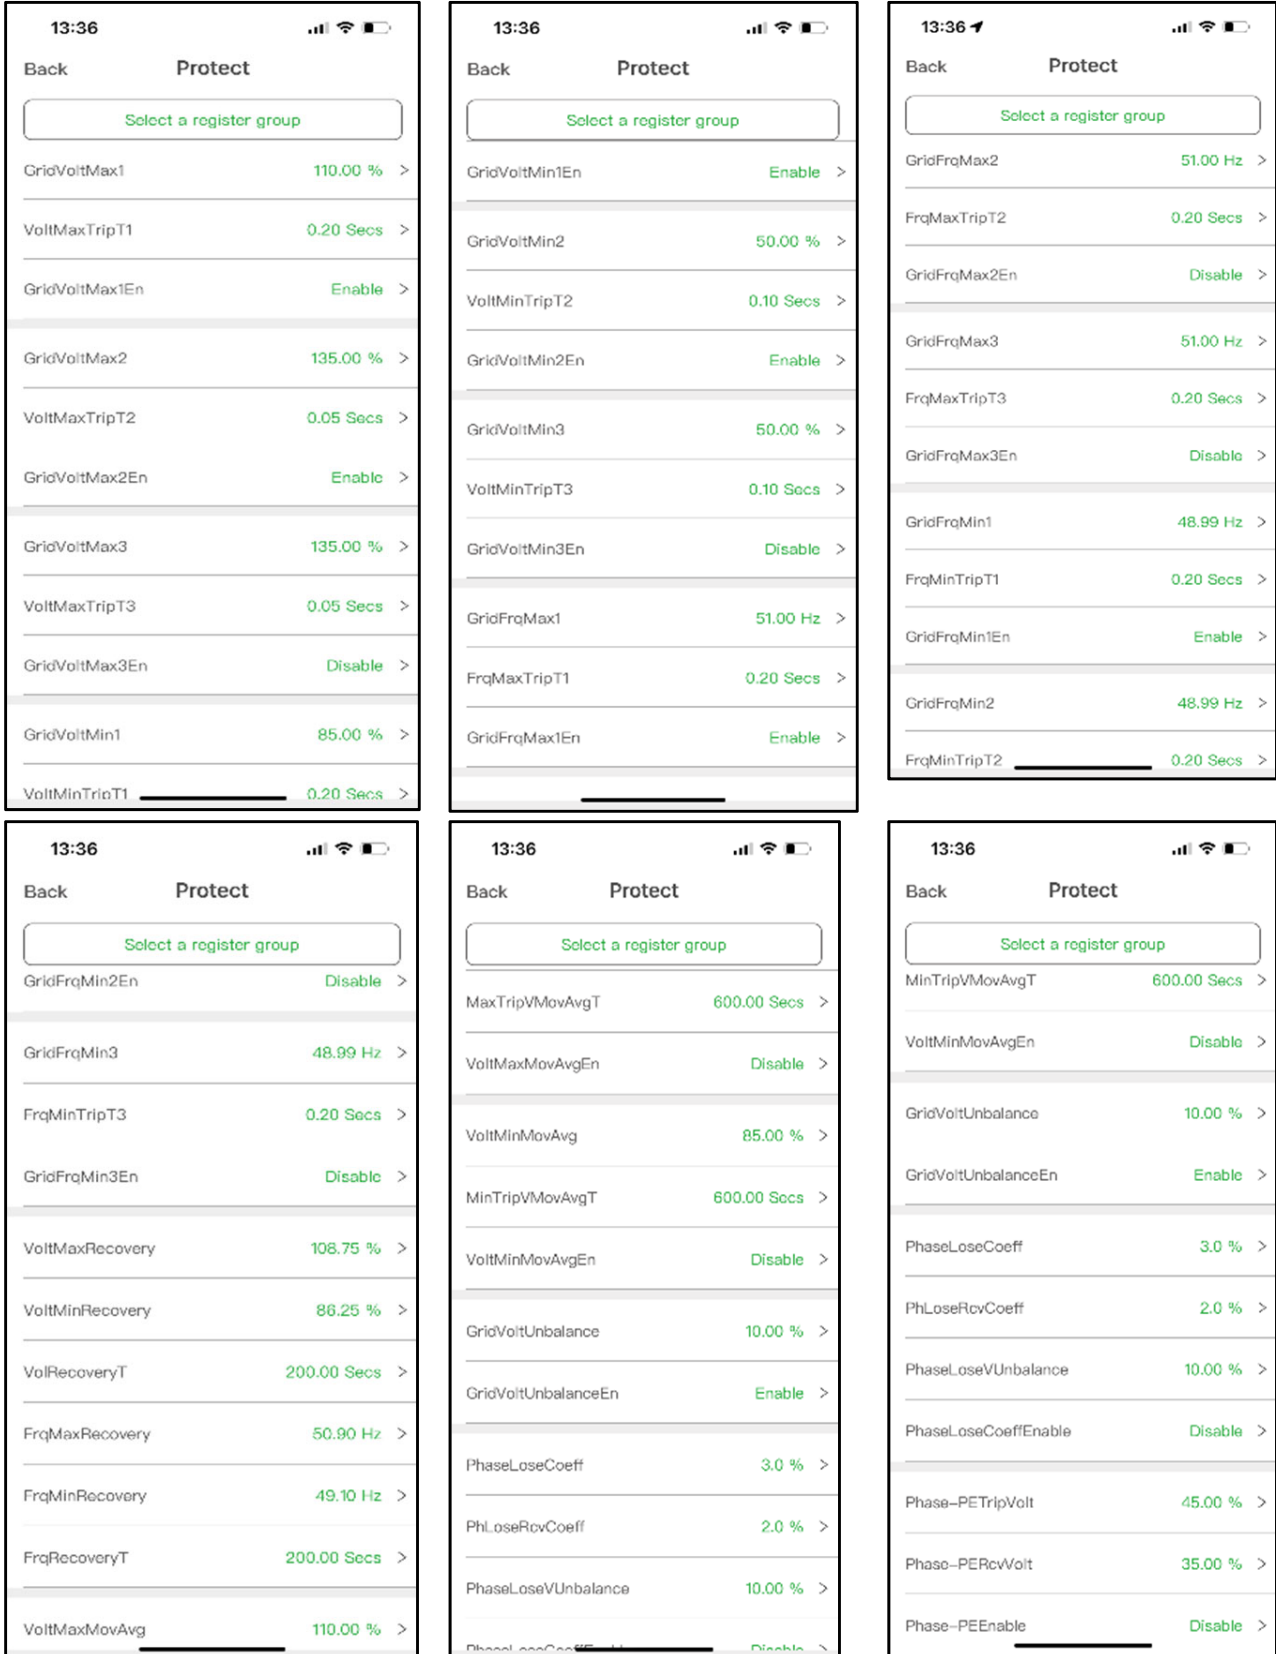 13:36
Back Protect
Select a register group
GridVoltMax1 110.00 % >
VoltMaxTripT1 0.20 Secs >
GridVoltMax1En Enable >
GridVoltMax2 135.00 % >
VoltMaxTripT2 0.05 Secs >
GridVoltMax2En Enable >
GridVoltMax3 135.00 % >
VoltMaxTripT3 0.05 Secs >
GridVoltMax3En Disable >
GridVoltMin1 85.00 % >
VoltMinTripT1 0.20 Secs >
13:36
Back Protect
Select a register group
GridVoltMin1En Enable >
GridVoltMin2 50.00 % >
VoltMinTripT2 0.10 Secs >
GridVoltMin2En Enable >
GridVoltMin3 50.00 % >
VoltMinTripT3 0.10 Secs >
GridVoltMin3En Disable >
GridFrqMax1 51.00 Hz >
FrqMaxTripT1 0.20 Secs >
GridFrqMax1En Enable >
13:36
Back Protect
Select a register group
GridFrqMax2 51.00 Hz >
FrqMaxTripT2 0.20 Secs >
GridFrqMax2En Disable >
GridFrqMax3 51.00 Hz >
FrqMaxTripT3 0.20 Secs >
GridFrqMax3En Disable >
GridFrqMin1 48.99 Hz >
FrqMinTripT1 0.20 Secs >
GridFrqMin1En Enable >
GridFrqMin2 48.99 Hz >
FrqMinTripT2 0.20 Secs >
13:36
Back Protect
Select a register group
GridFrqMin2En Disable >
GridFrqMin3 48.99 Hz >
FrqMinTripT3 0.20 Secs >
GridFrqMin3En Disable >
VoltMaxRecovery 108.75 % >
VoltMinRecovery 86.25 % >
VolRecoveryT 200.00 Secs >
FrqMaxRecovery 50.90 Hz >
FrqMinRecovery 49.10 Hz >
FrqRecoveryT 200.00 Secs >
VoltMaxMovAvg 110.00 % >
13:36
Back Protect
Select a register group
MaxTripVMovAvgT 600.00 Secs >
VoltMaxMovAvgEn Disable >
VoltMinMovAvg 85.00 % >
MinTripVMovAvgT 600.00 Secs >
VoltMinMovAvgEn Disable >
GridVoltUnbalance 10.00 % >
GridVoltUnbalanceEn Enable >
PhaseLoseCoeff 3.0 % >
PhLoseRcvCoeff 2.0 % >
PhaseLoseVUnbalance 10.00 % >
Disable >
13:36
Back Protect
Select a register group
MinTripVMovAvgT 600.00 Secs >
VoltMinMovAvgEn Disable >
GridVoltUnbalance 10.00 % >
GridVoltUnbalanceEn Enable >
PhaseLoseCoeff 3.0 % >
PhLoseRcvCoeff 2.0 % >
PhaseLoseVUnbalance 10.00 % >
PhaseLoseCoeffEnable Disable >
Phase-PETripVolt 45.00 % >
Phase-PERcvVolt 35.00 % >
Phase-PEEnable Disable >